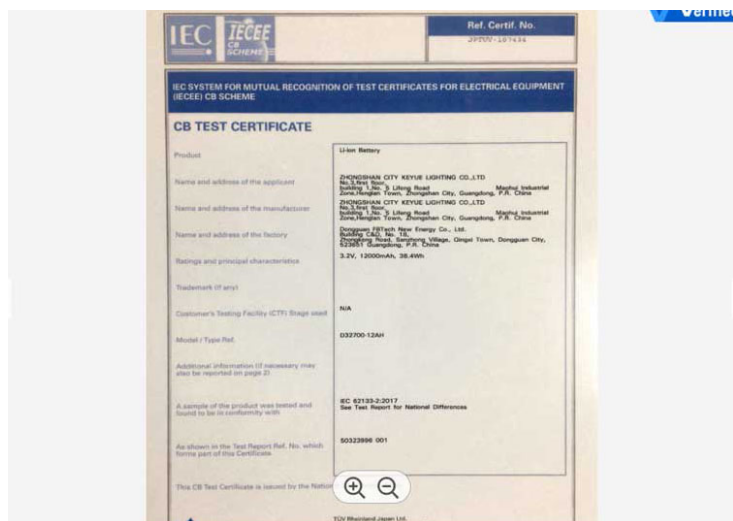 IEC
IECEE
CB
SCHEME
Ref. Certif. No.
IEC SYSTEM FOR MUTUAL RECOGNITION OF TEST CERTIFICATES FOR ELECTRICAL EQUIPMENT
(IECEE) CB SCHEME
CB TEST CERTIFICATE
Product
Li-ion Battery
Name and address of the applicant
ZHONGSHAN CITY KEYUE LIGHTING CO.,LTD
No.3,first floor,
building 1,No. 5 Lifeng Road Maohui Industrial
Zone,Henglan Town, Zhongshan City, Guangdong, P.R. China
Name and address of the manufacturer
ZHONGSHAN CITY KEYUE LIGHTING CO.,LTD
No.3,first floor,
building 1,No. 5 Lifeng Road Maohui Industrial
Zone,Henglan Town, Zhongshan City, Guangdong, P.R. China
Name and address of the factory
Dongguan FBTech New Energy Co., Ltd.
Building C&D, No. 18,
Zhongkang Road, Sanzhong Village, Qingxi Town, Dongguan City,
523651 Guangdong, P.R. China
Ratings and principal characteristics
3.2V, 12000mAh, 38.4Wh
Trademark (if any)
Customer's Testing Facility (CTF) Stage used
N/A
Model / Type Ref.
D32700-12AH
Additional information (if necessary may
also be reported on page 2)
A sample of the product was tested and
found to be in conformity with
IEC 62133-2:2017
See Test Report for National Differences
As shown in the Test Report Ref. No. which
forms part of this Certificate
50323996 001
This CB Test Certificate is issued by the Nation
TÜV Rheinland Japan Ltd.